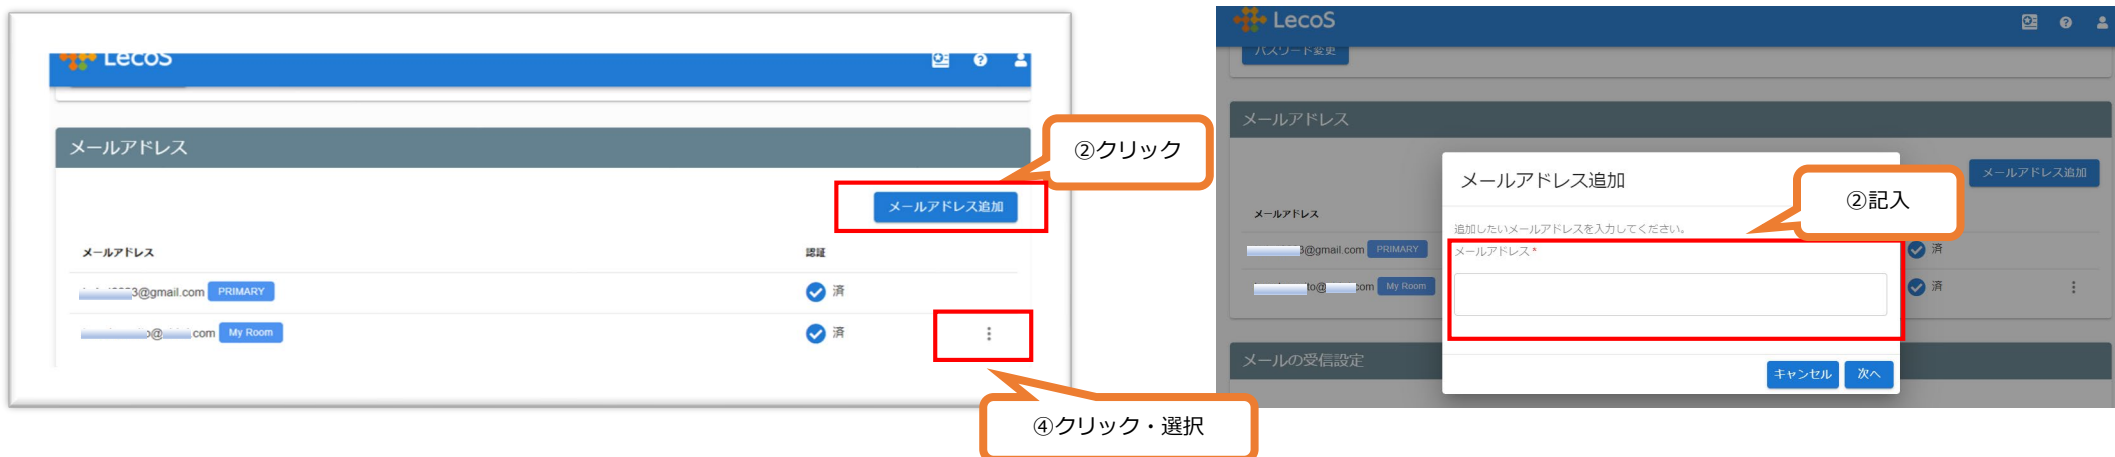 LecoS
メールアドレス
②クリック
メールアドレス追加
メールアドレス 認証
3@gmail.com PRIMARY 済
@ com My Room 済
④クリック・選択
LecoS
パスワード変更
メールアドレス
メールアドレス追加
メールアドレス追加
②記入
メールアドレス
追加したいメールアドレスを入力してください。
メールアドレス*
3@gmail.com PRIMARY 済
to@ com My Room 済
メールの受信設定
キャンセル 次へ